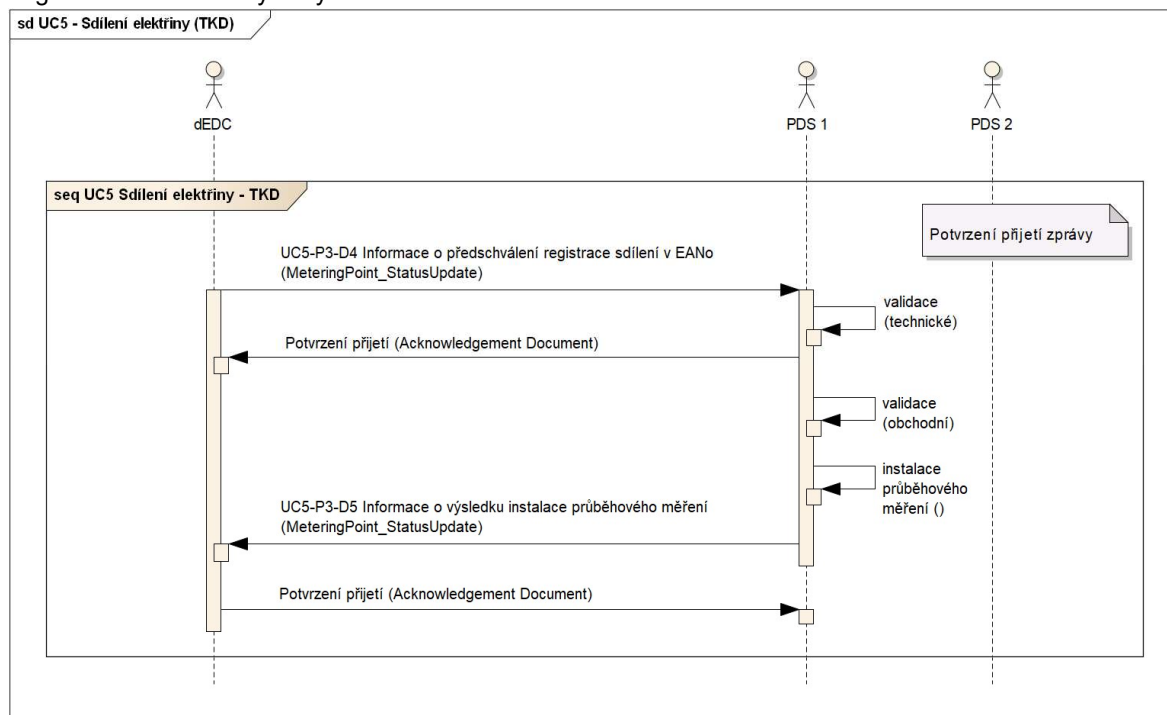 sd UC5 - Sdílení elektřiny (TKD)
dEDC
PDS 1
PDS 2
seq UC5 Sdílení elektřiny - TKD
Potvrzení přijetí zprávy
UC5-P3-D4 Informace o předschválení registrace sdílení v EANo
(MeteringPoint_StatusUpdate)
validace
(technické)
Potvrzení přijetí (Acknowledgement Document)
validace
(obchodní)
instalace
průběhového
měření ()
UC5-P3-D5 Informace o výsledku instalace průběhového měření
(MeteringPoint_StatusUpdate)
Potvrzení přijetí (Acknowledgement Document)